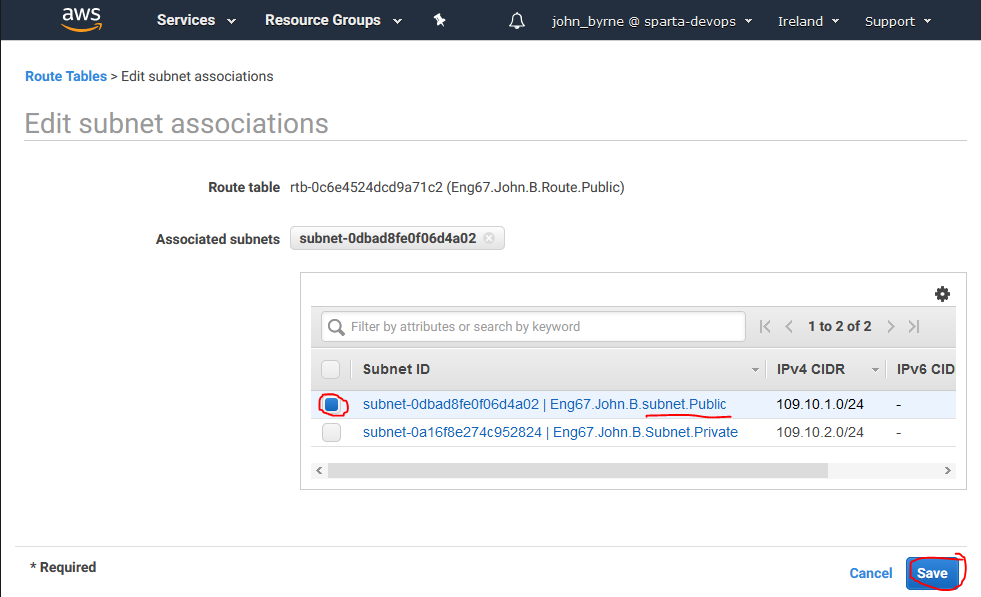 aws Services Resource Groups john_byrne @ sparta-devops Ireland Support
Route Tables > Edit subnet associations
Edit subnet associations
Route table rtb-0c6e4524dcd9a71c2 (Eng67.John.B.Route.Public)
Associated subnets subnet-0dbad8fe0f06d4a02
Filter by attributes or search by keyword 1 to 2 of 2
Subnet ID IPv4 CIDR IPv6 CID
subnet-0dbad8fe0f06d4a02 | Eng67.John.B.subnet.Public 109.10.1.0/24 -
subnet-0a16f8e274c952824 | Eng67.John.B.Subnet.Private 109.10.2.0/24 -
* Required
Cancel Save